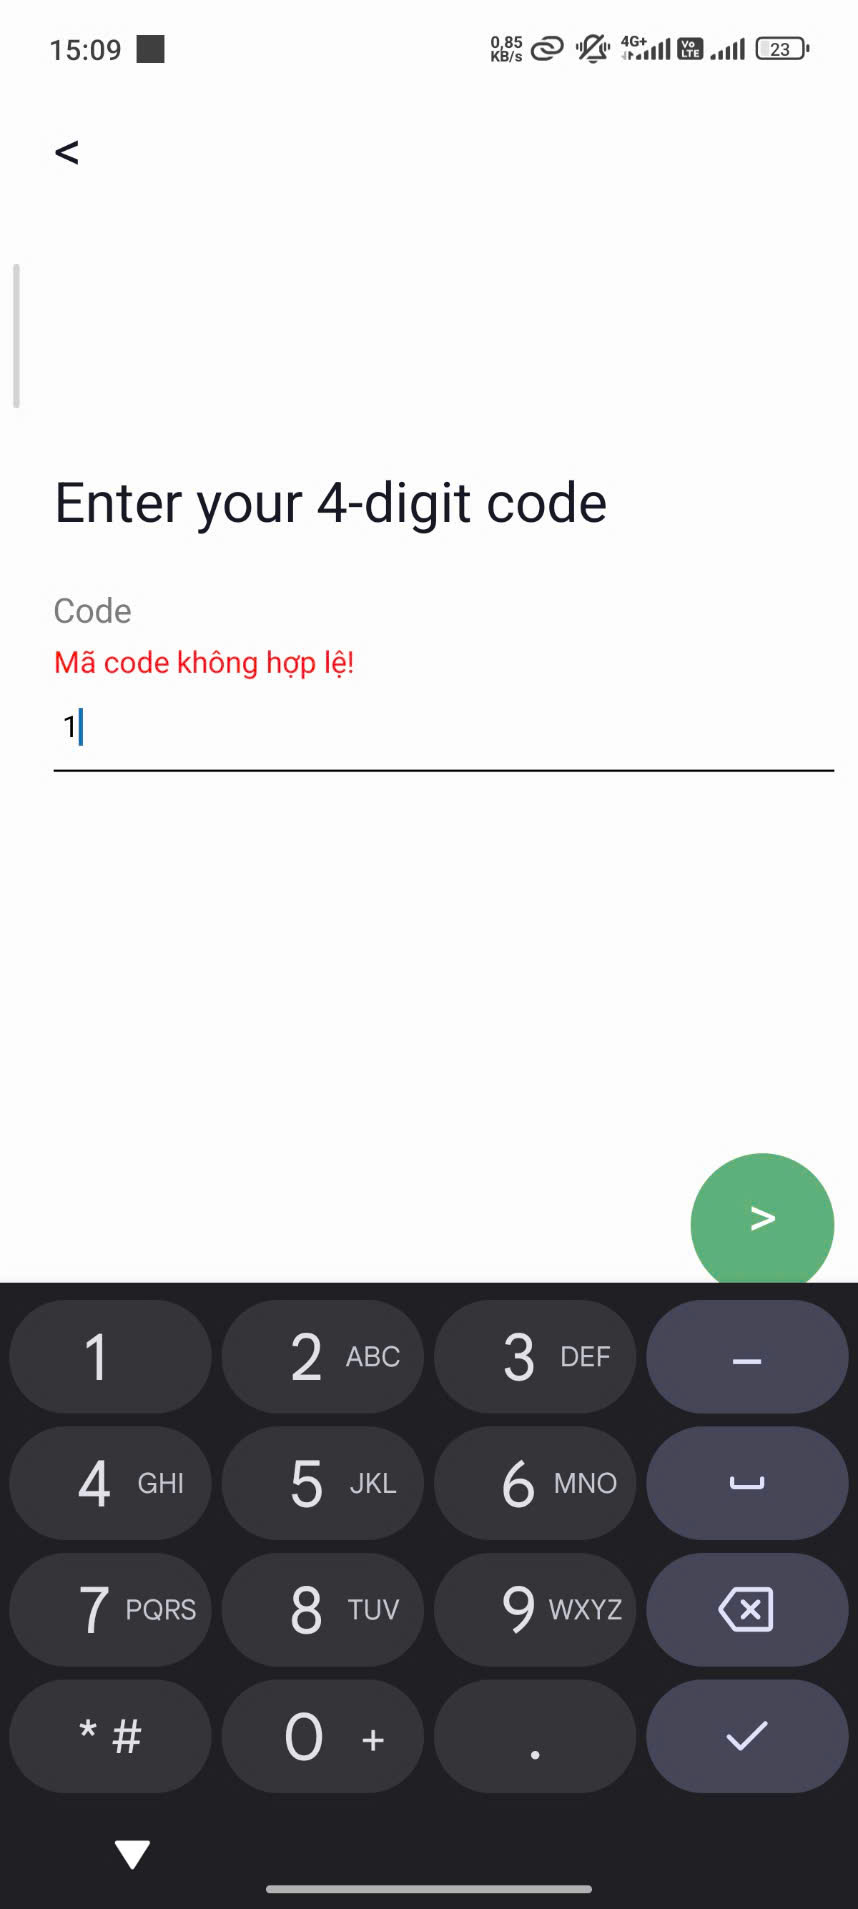 15:09 0,85 KB/s 4G+ Vo LTE 23
<
Enter your 4-digit code
Code
Mã code không hợp lệ!
1
>
1 2 ABC 3 DEF –
4 GHI 5 JKL 6 MNO
7 PQRS 8 TUV 9 WXYZ
* # 0 + .